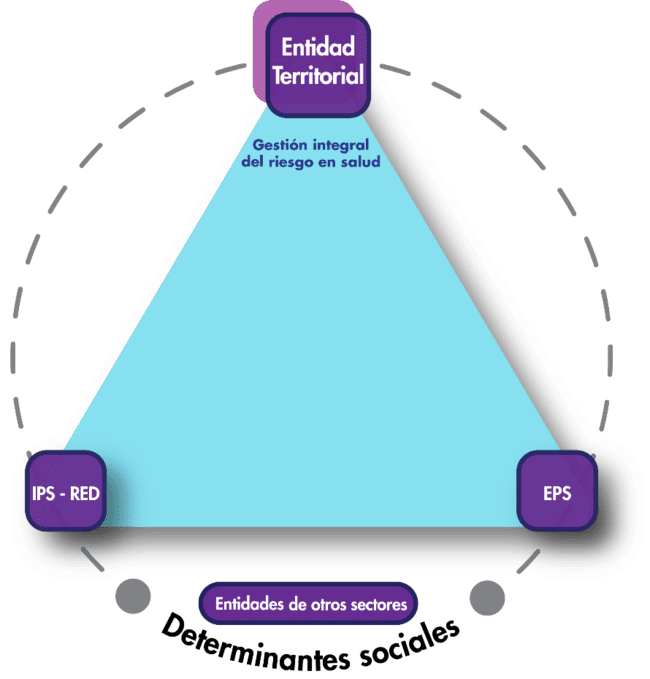 Entidad
Territorial
Gestión integral
del riesgo en salud
IPS - RED
EPS
Entidades de otros sectores
Determinantes sociales